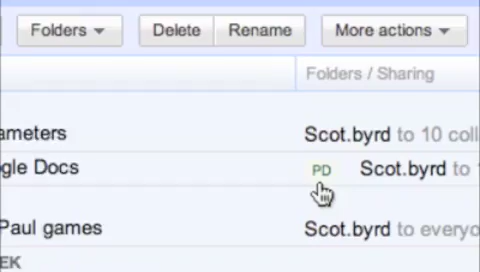 Folders Delete Rename More actions
Folders / Sharing
ameters Scot.byrd to 10 coll
gle Docs PD Scot.byrd to 1
Paul games Scot.byrd to everyo
EK